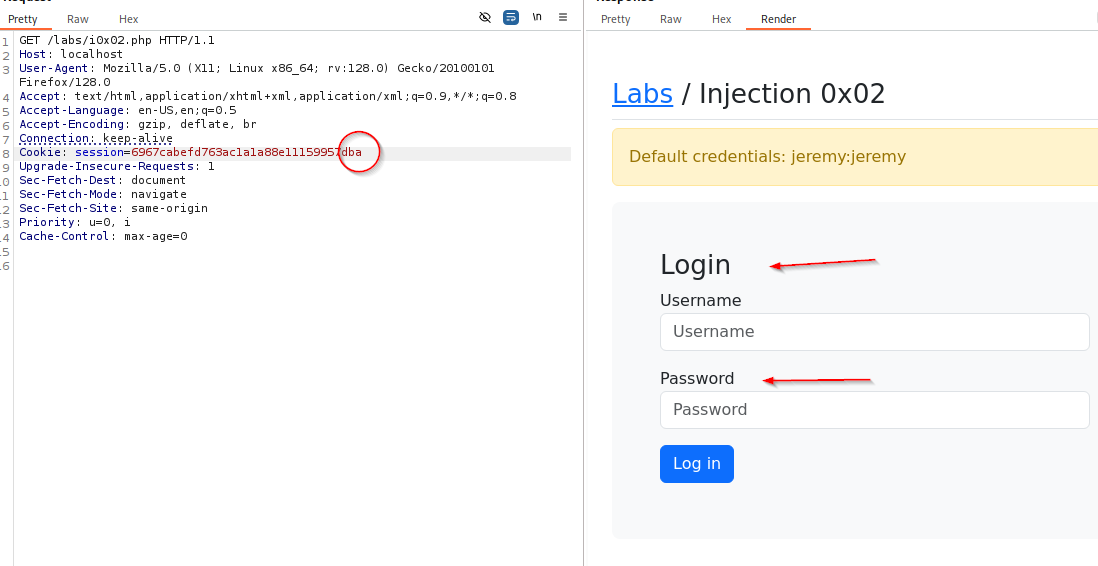 Pretty Raw Hex
\n
1 GET /labs/i0x02.php HTTP/1.1
2 Host: localhost
3 User-Agent: Mozilla/5.0 (X11; Linux x86_64; rv:128.0) Gecko/20100101
Firefox/128.0
4 Accept: text/html,application/xhtml+xml,application/xml;q=0.9,*/*;q=0.8
5 Accept-Language: en-US,en;q=0.5
6 Accept-Encoding: gzip, deflate, br
7 Connection: keep-alive
8 Cookie: session=6967cabefd763ac1a1a88e11159957dba
9 Upgrade-Insecure-Requests: 1
10 Sec-Fetch-Dest: document
11 Sec-Fetch-Mode: navigate
12 Sec-Fetch-Site: same-origin
13 Priority: u=0, i
14 Cache-Control: max-age=0
15
16
Pretty Raw Hex Render
Labs / Injection 0x02
Default credentials: jeremy:jeremy
Login
Username
Username
Password
Password
Log in